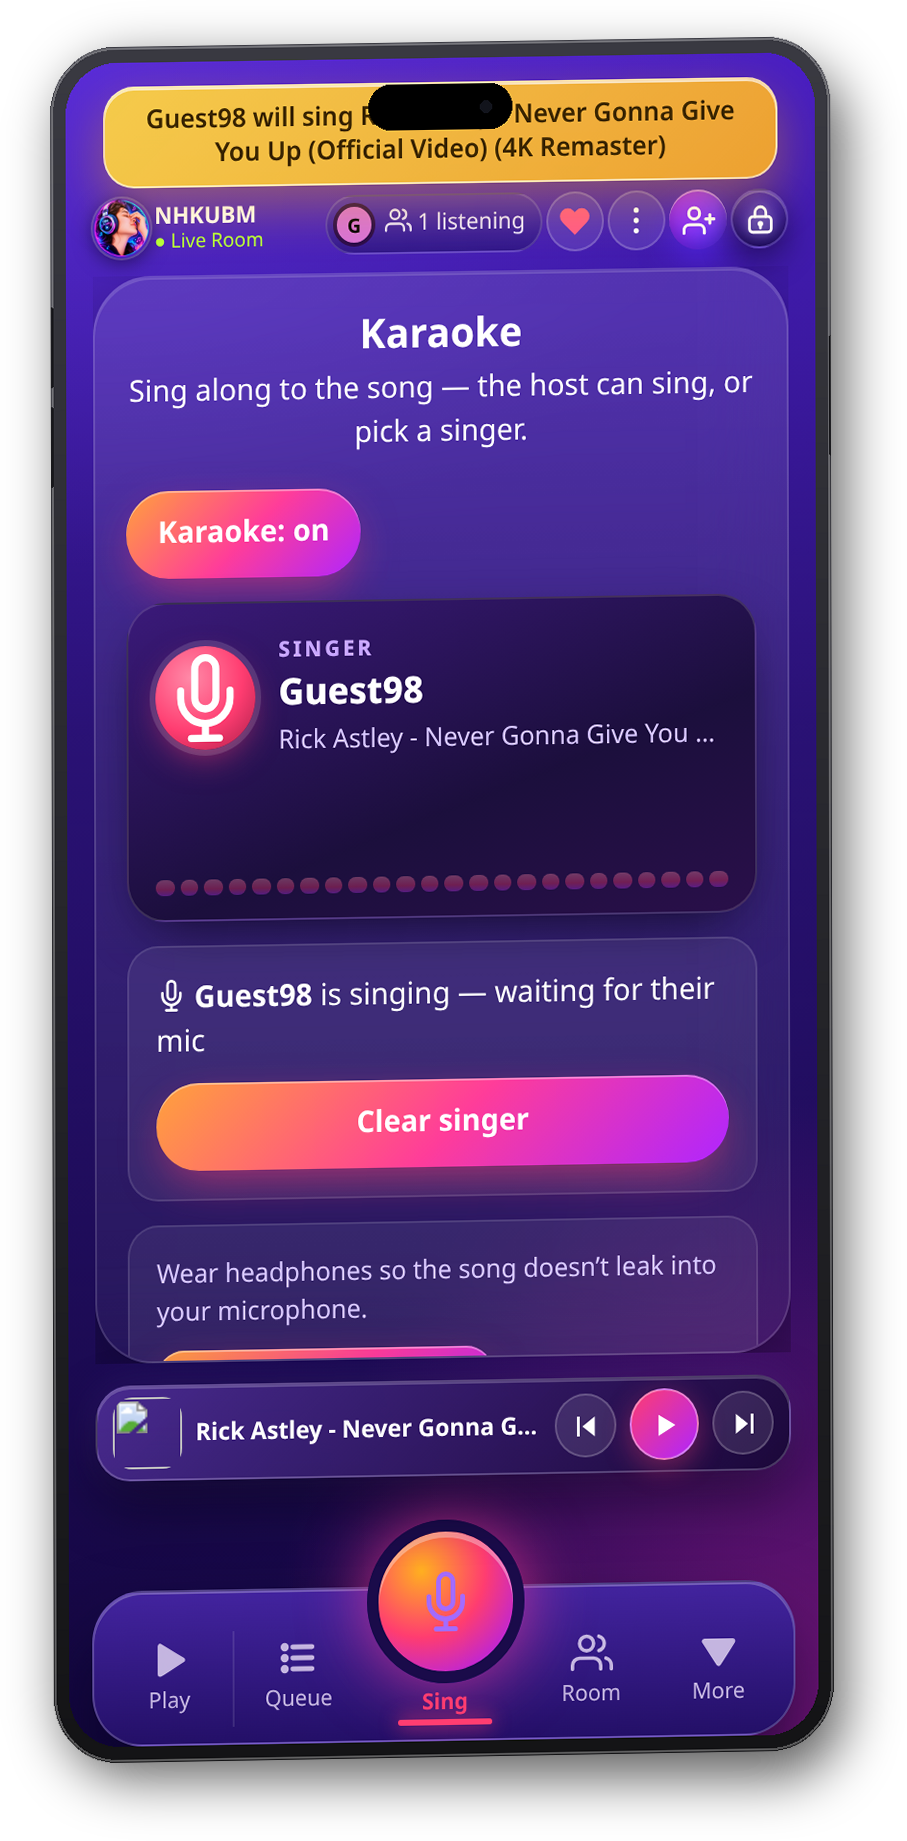 Guest98 will sing Never Gonna Give
You Up (Official Video) (4K Remaster)
NHKUBM
Live Room
G
1 listening
Karaoke
Sing along to the song — the host can sing, or
pick a singer.
Karaoke: on
SINGER
Guest98
Rick Astley - Never Gonna Give You ...
Guest98 is singing — waiting for their
mic
Clear singer
Wear headphones so the song doesn’t leak into
your microphone.
Rick Astley - Never Gonna G...
Play
Queue
Sing
Room
More